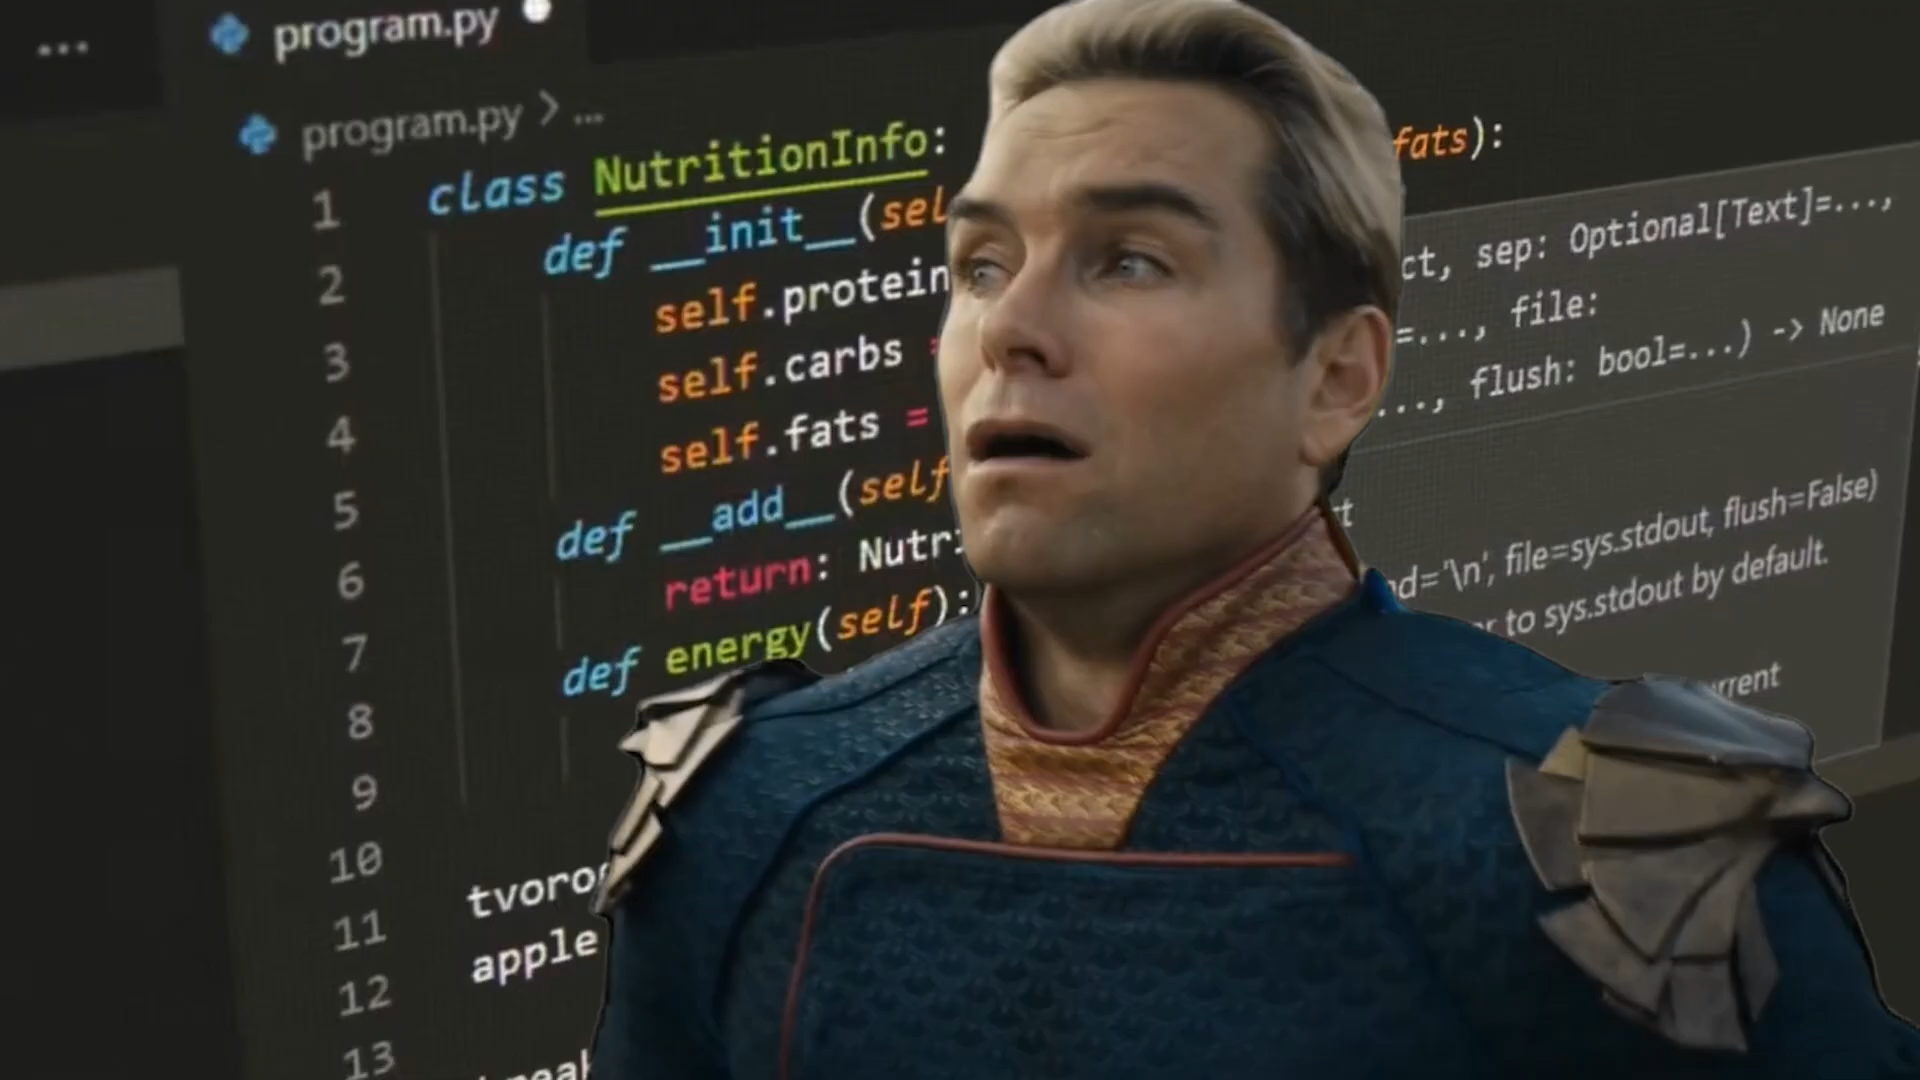 program.py
program.py > ...
1 class NutritionInfo: fats):
2 def __init__(sel
3 self.protein
4 self.carbs
5 self.fats =
6 def __add__(self
7 return: Nutr
8 def energy(self):
9
10
11 tvoro
12 apple
13
ct, sep: Optional[Text]=...,
=..., file:
..., flush: bool=...) -> None
nd='\n', file=sys.stdout, flush=False)
to sys.stdout by default.